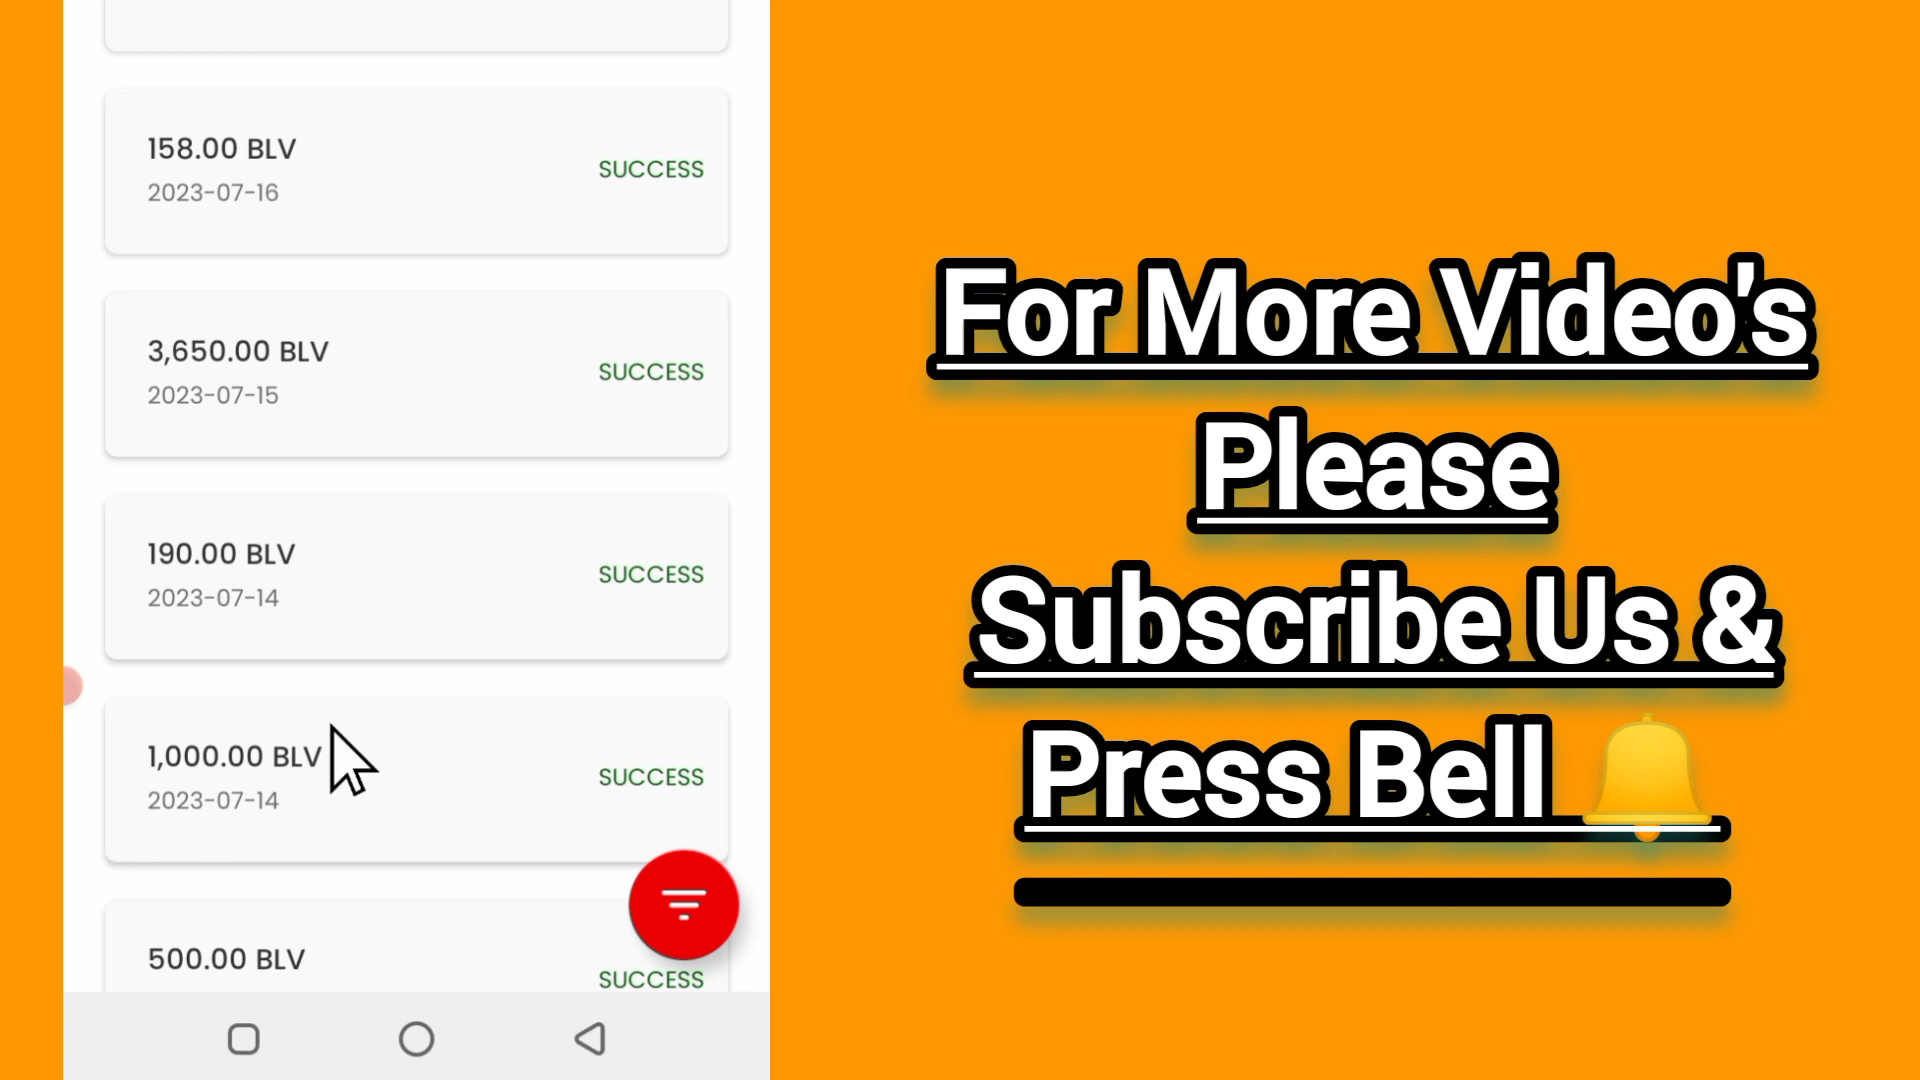 158.00 BLV
2023-07-16
SUCCESS
3,650.00 BLV
2023-07-15
SUCCESS
190.00 BLV
2023-07-14
SUCCESS
1,000.00 BLV
2023-07-14
SUCCESS
500.00 BLV
SUCCESS
For More Video's
Please
Subscribe Us &
Press Bell 🔔